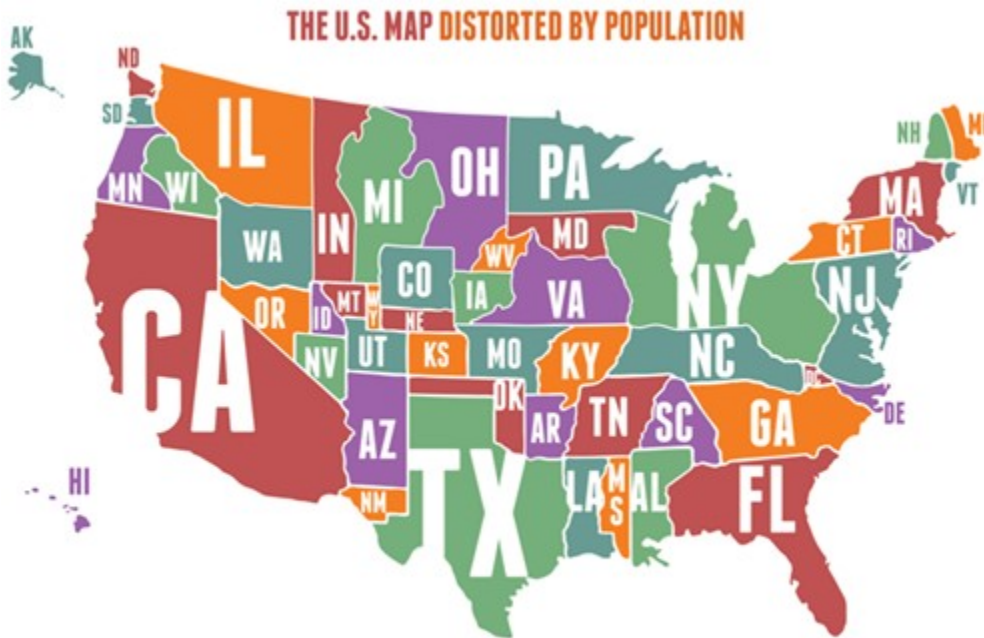 THE U.S. MAP DISTORTED BY POPULATION
AK
ND
SD
IL
OH
PA
NH
MN
WI
IN
MI
MA
VT
WA
CO
WV
MD
CT
RI
CA
OR
ID
MT
WY
NE
IA
VA
NY
NJ
NV
UT
KS
MO
KY
NC
DE
AZ
OK
AR
TN
SC
GA
HI
NM
TX
LA
MS
AL
FL